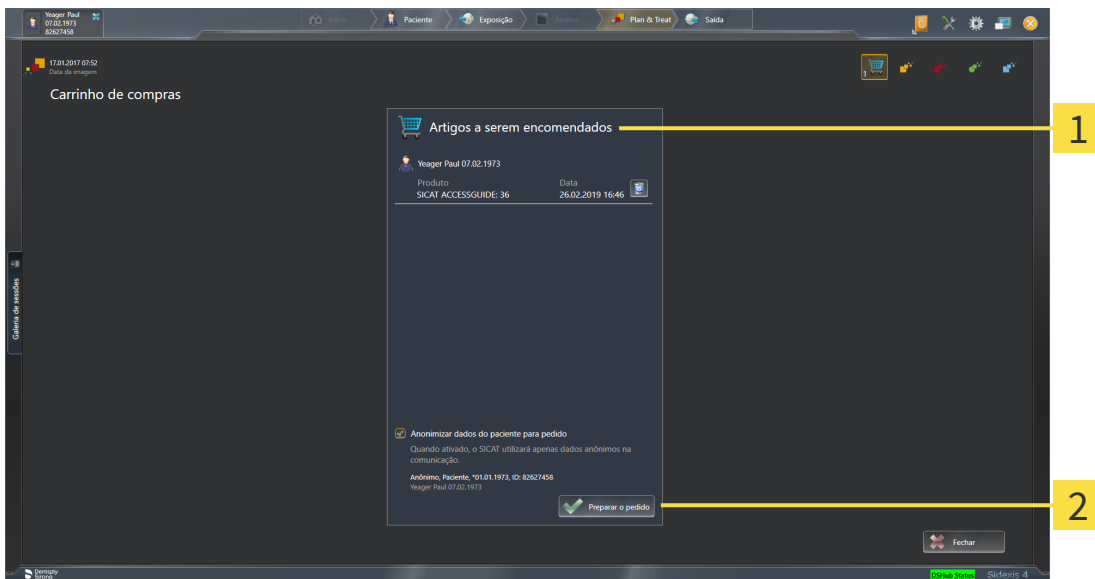 Yeager Paul
07.02.1973
82627458
Início
Paciente
Exposição
Análise
Plan & Treat
Saída
17.01.2017 07:52
Data da imagem
1
Carrinho de compras
Artigos a serem encomendados
1
Yeager Paul 07.02.1973
Produto Data
SICAT ACCESSGUIDE: 36 26.02.2019 16:46
Galeria de sessões
Anonimizar dados do paciente para pedido
Quando ativado, o SICAT utilizará apenas dados anônimos na
comunicação.
Anônimo, Paciente, *01.01.1973, ID: 82627458
Yeager Paul 07.02.1973
Preparar o pedido
2
Fechar
Dentsply
Sirona
DSHub Status
Sidexis 4